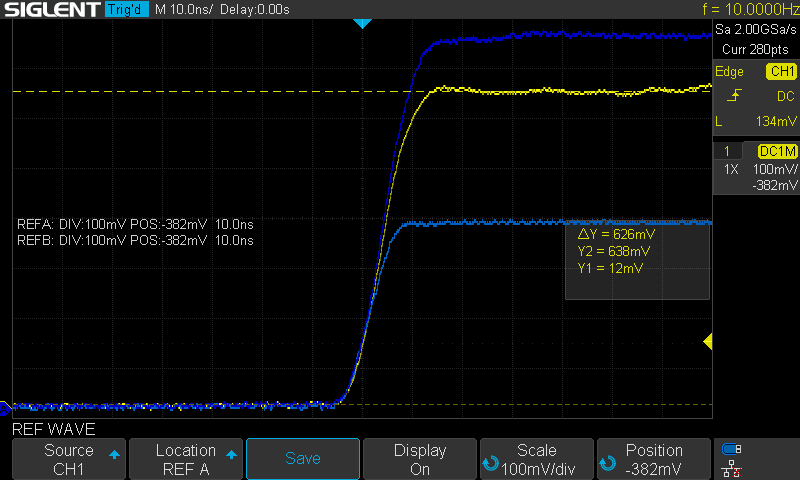 SIGLENT Trig'd M 10.0ns/ Delay:0.00s f = 10.0000Hz
Sa 2.00GSa/s
Curr 280pts
Edge CH1
DC
L 134mV
1 DC1M
1X 100mV/
-382mV
REFA: DIV:100mV POS:-382mV 10.0ns
REFB: DIV:100mV POS:-382mV 10.0ns
△Y = 626mV
Y2 = 638mV
Y1 = 12mV
REF WAVE
Source
CH1
Location
REF A
Save
Display
On
Scale
100mV/div
Position
-382mV